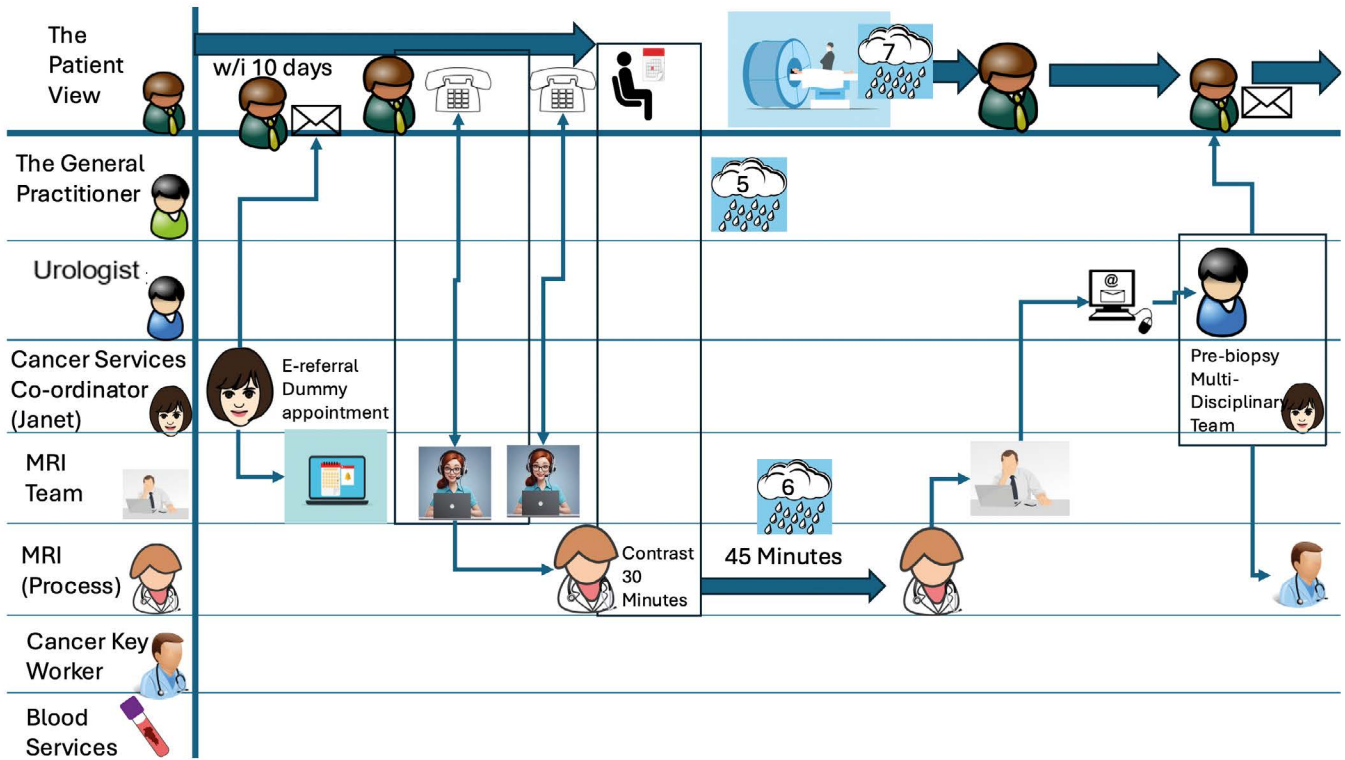 The
Patient
View
w/i 10 days
7
The General
Practitioner
5
Urologist
@
Cancer Services
Co-ordinator
(Janet)
E-referral
Dummy
appointment
Pre-biopsy
Multi-
Disciplinary
Team
MRI
Team
6
MRI
(Process)
Contrast
30
Minutes
45 Minutes
Cancer Key
Worker
Blood
Services